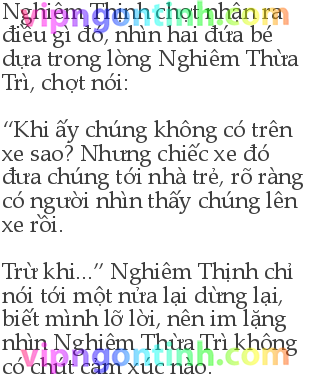 Nghiêm Thịnh chợt nhận ra
vipngontinh.com
điều gì đó, nhìn hai đứa bé
dựa trong lòng Nghiêm Thừa
Trì, chợt nói:
“Khi ấy chúng không có trên
xe sao? Nhưng chiếc xe đó
đưa chúng tới nhà trẻ, rõ ràng
có người nhìn thấy chúng lên
xe rồi.
Trừ khi...” Nghiêm Thịnh chỉ
nói tới một nửa lại dừng lại,
biết mình lỡ lời, nên im lặng
nhìn Nghiêm Thừa Trì không
vipngontinh.com
có chút cảm xúc nào.